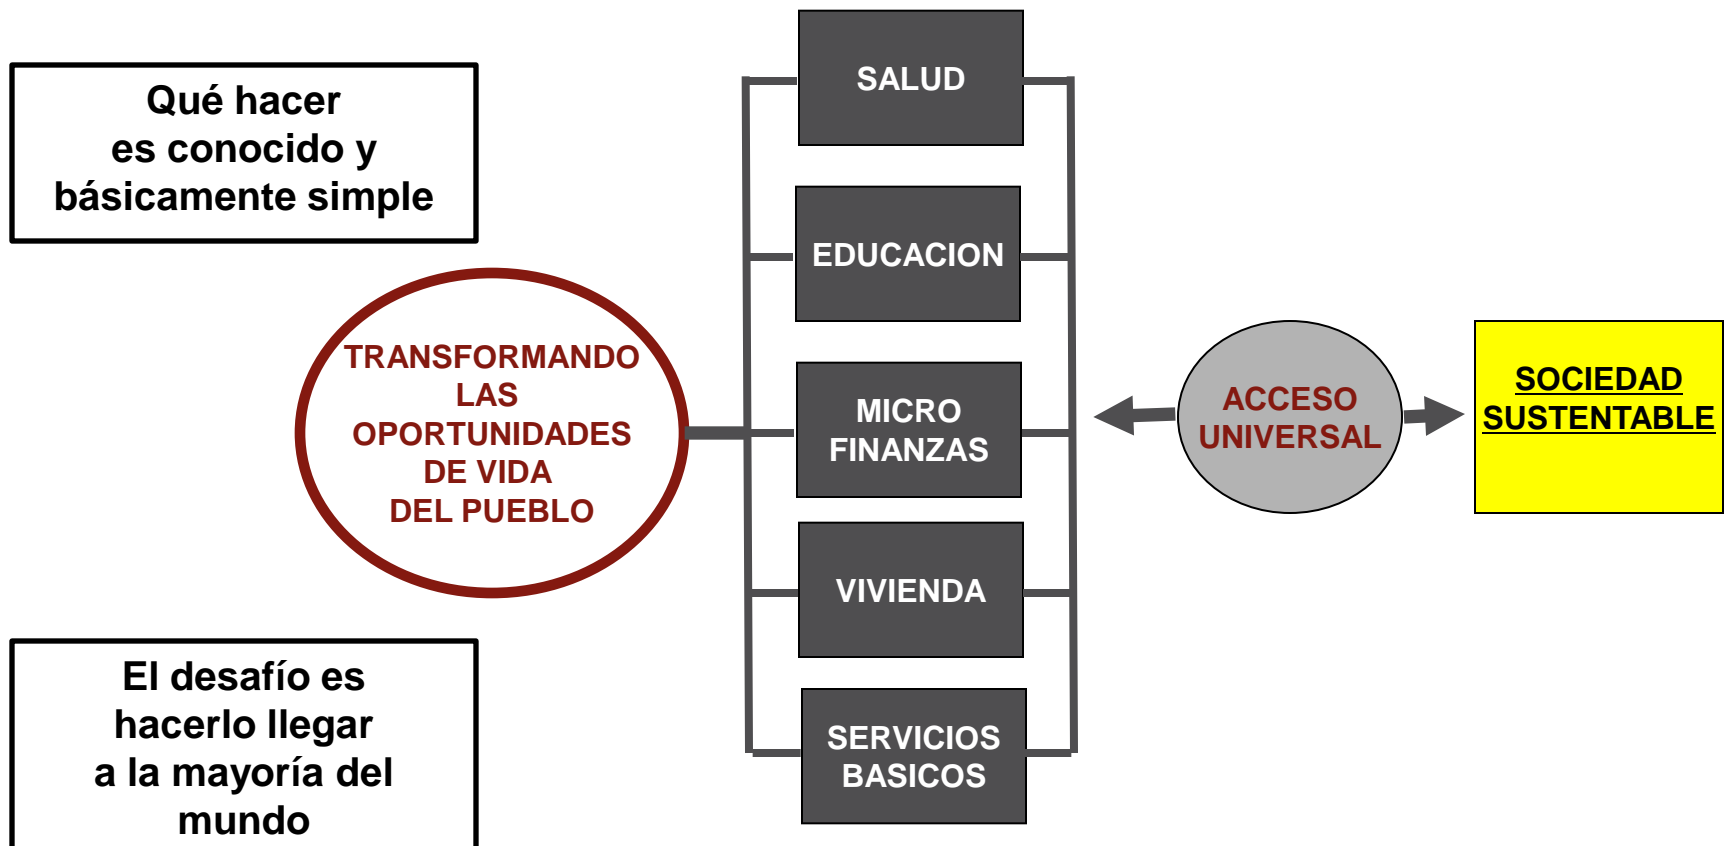 Qué hacer
es conocido y
básicamente simple
TRANSFORMANDO
LAS
OPORTUNIDADES
DE VIDA
DEL PUEBLO
El desafío es
hacerlo llegar
a la mayoría del
mundo
SALUD
EDUCACION
MICRO
FINANZAS
VIVIENDA
SERVICIOS
BASICOS
ACCESO
UNIVERSAL
SOCIEDAD
SUSTENTABLE